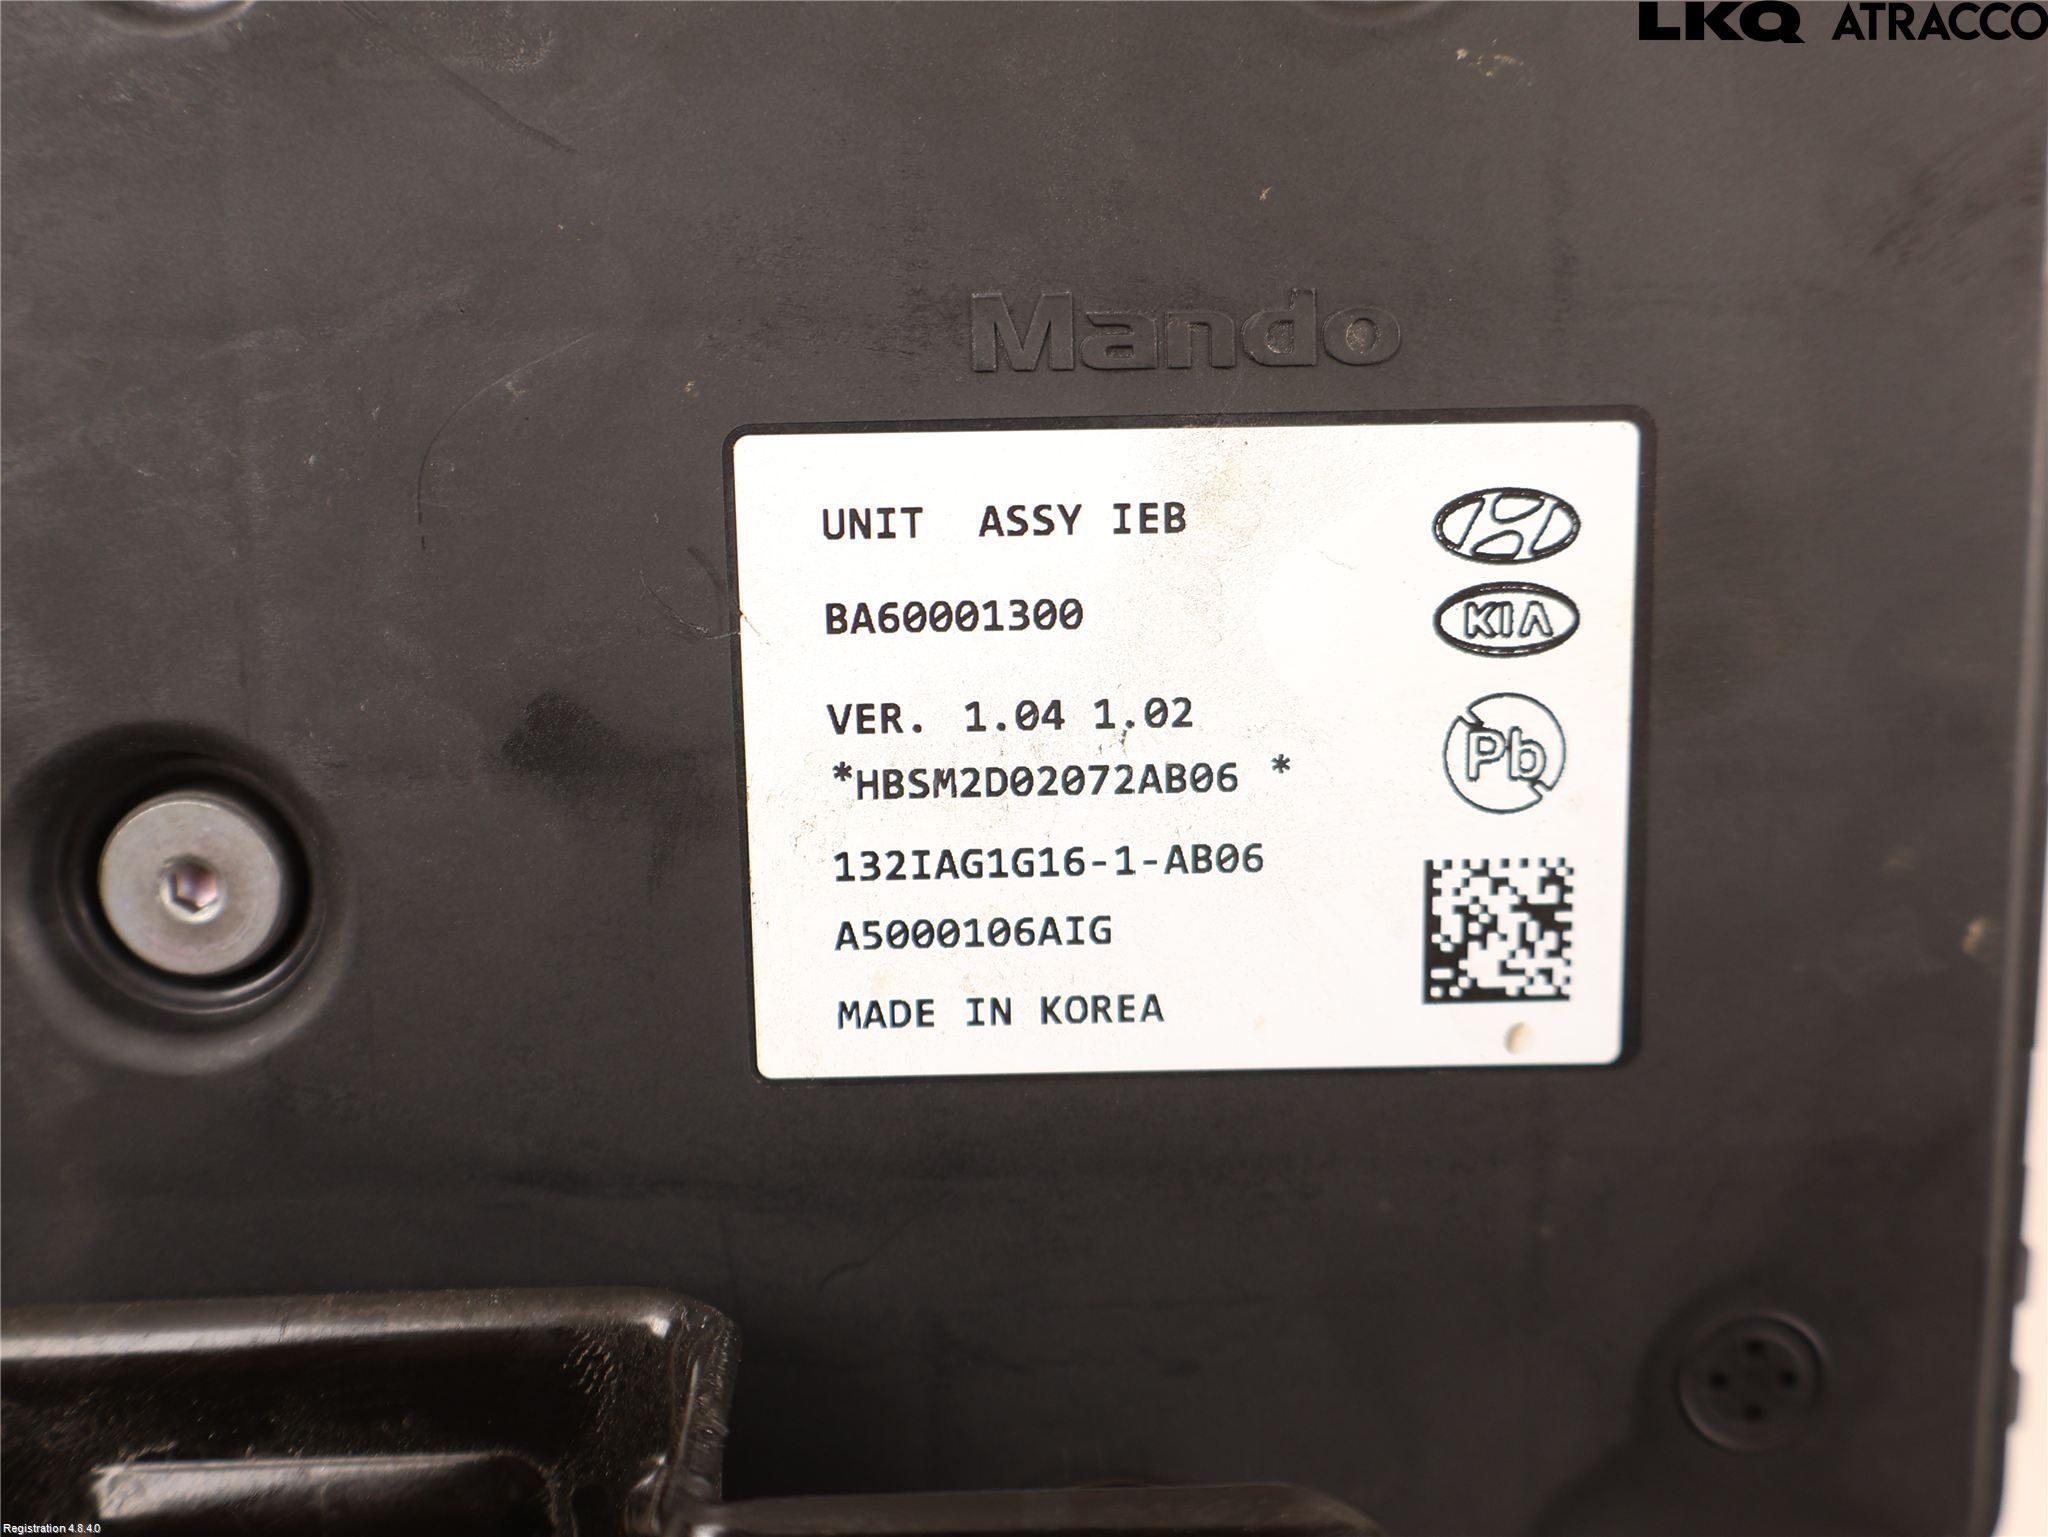 LKQ ATRACCO
Mando
UNIT ASSY IEB
BA60001300
KIA
VER. 1.04 1.02
*HBSM2D02072AB06 *
Pb
132IAG1G16-1-AB06
A5000106AIG
MADE IN KOREA
Registration 4.8.4.0